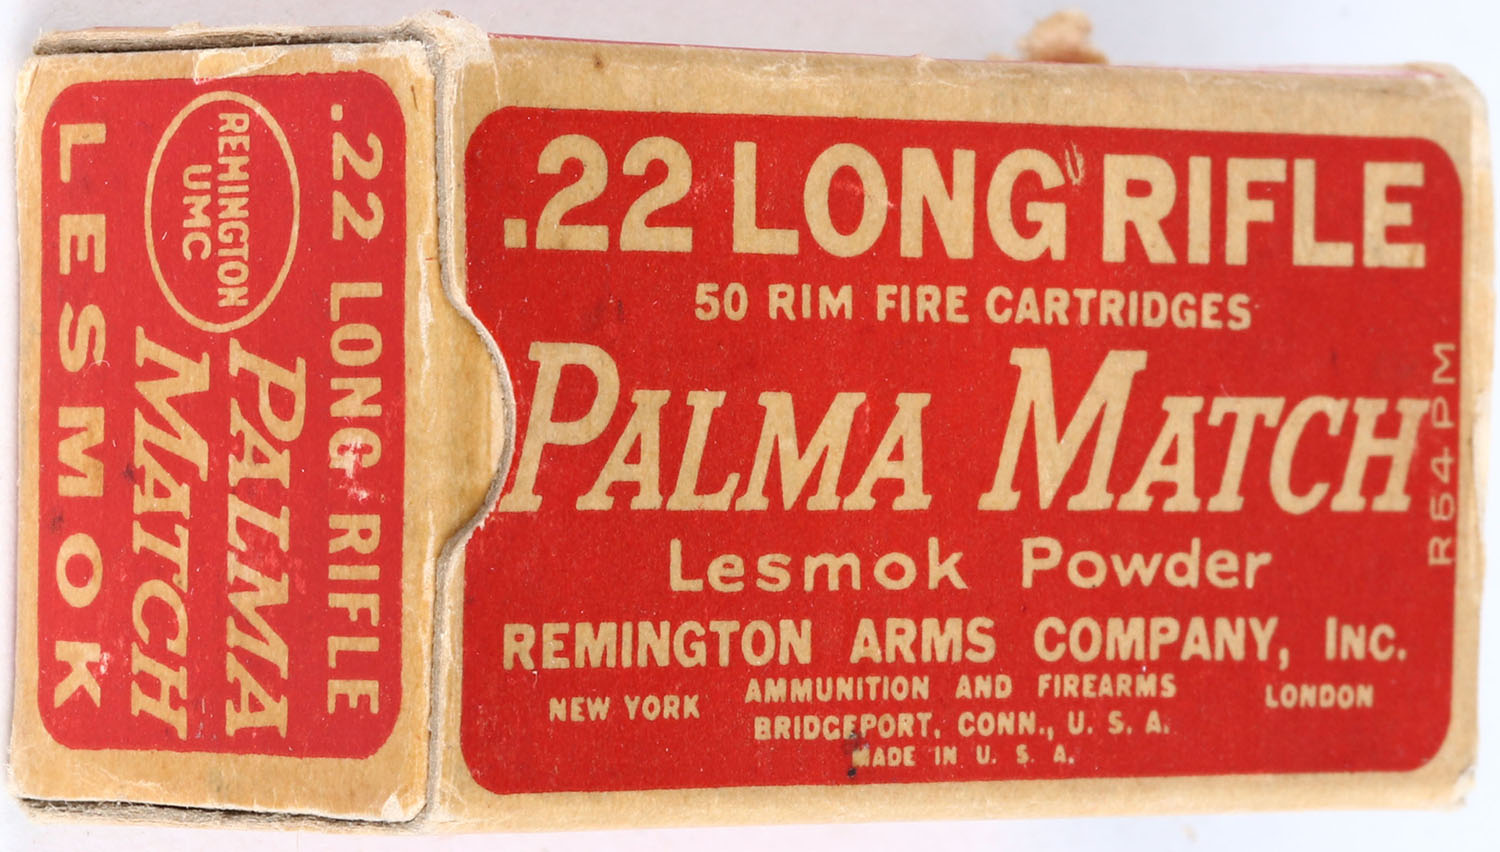 .22 LONG RIFLE
REMINGTON
UMC
PALMA
MATCH
LESMOK
.22 LONG RIFLE
50 RIM FIRE CARTRIDGES
PALMA MATCH
Lesmok Powder
REMINGTON ARMS COMPANY, INC.
AMMUNITION AND FIREARMS
NEW YORK BRIDGEPORT, CONN., U. S. A. LONDON
MADE IN U. S. A.
R54PM